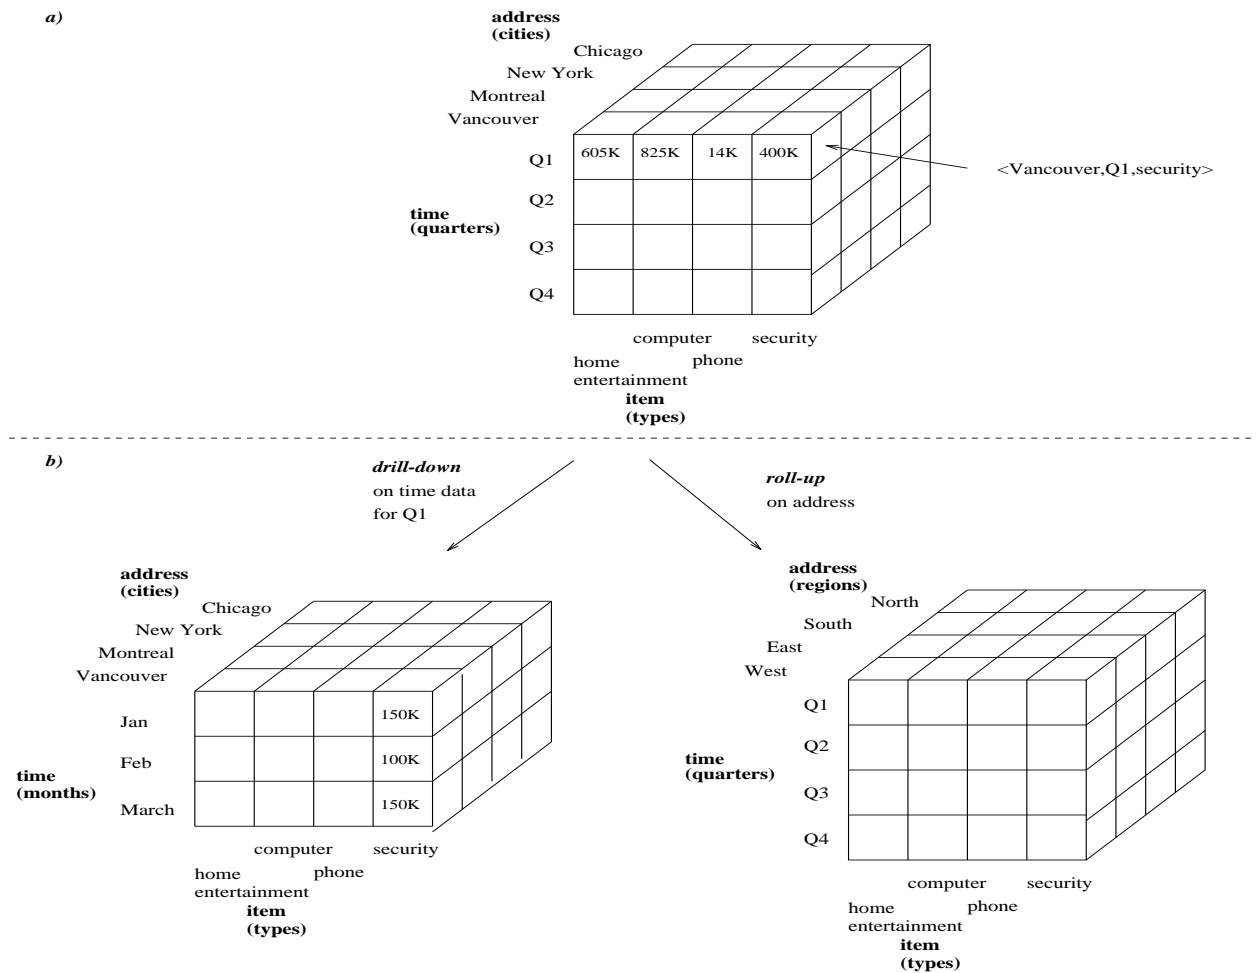 a)
address
(cities)
Chicago
New York
Montreal
Vancouver
Q1
605K 825K 14K 400K
<Vancouver,Q1,security>
Q2
time
(quarters)
Q3
Q4
computer security
home phone
entertainment
item
(types)
b)
drill-down
on time data
for Q1
roll-up
on address
address
(cities)
Chicago
New York
Montreal
Vancouver
Jan 150K
Feb 100K
time
(months)
March 150K
computer security
home phone
entertainment
item
(types)
address
(regions)
North
South
East
West
Q1
Q2
time
(quarters)
Q3
Q4
computer security
home phone
entertainment
item
(types)